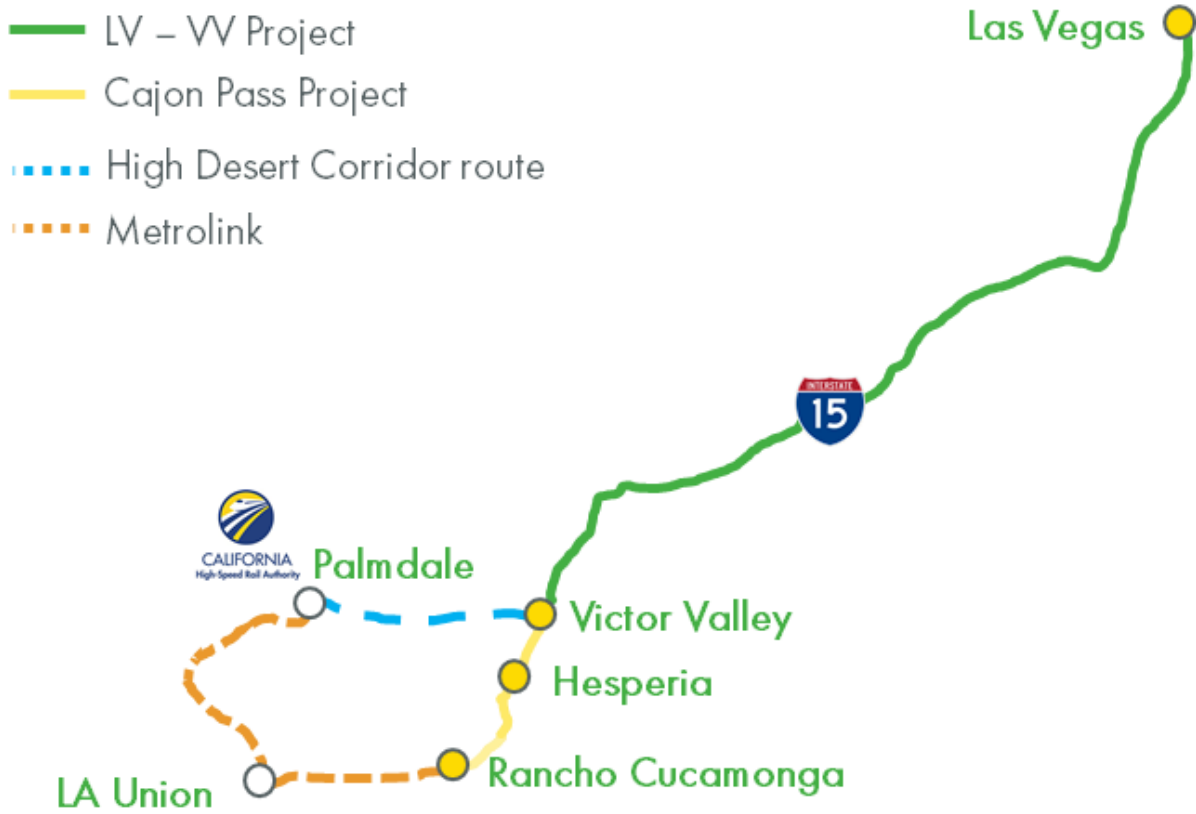 LV – VV Project
Las Vegas
Cajon Pass Project
High Desert Corridor route
Metrolink
INTERSTATE
15
CALIFORNIA
High-Speed Rail Authority
Palmdale
Victor Valley
Hesperia
Rancho Cucamonga
LA Union